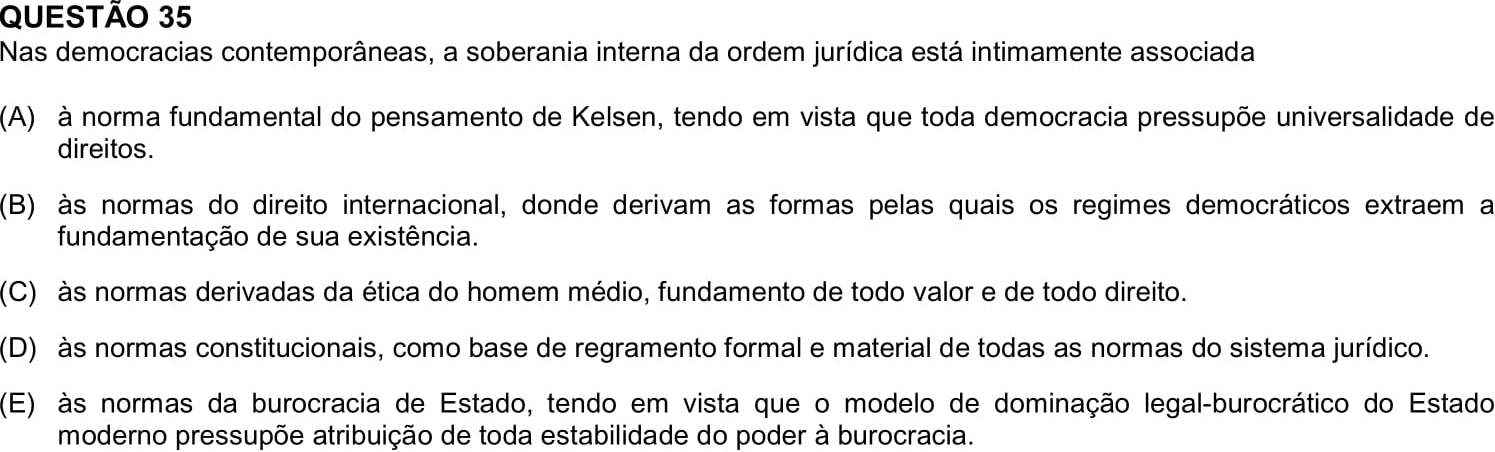 QUESTÃO 35
Nas democracias contemporâneas, a soberania interna da ordem jurídica está intimamente associada
(A) à norma fundamental do pensamento de Kelsen, tendo em vista que toda democracia pressupõe universalidade de
direitos.
(B) às normas do direito internacional, donde derivam as formas pelas quais os regimes democráticos extraem a
fundamentação de sua existência.
(C) às normas derivadas da ética do homem médio, fundamento de todo valor e de todo direito.
(D) às normas constitucionais, como base de regramento formal e material de todas as normas do sistema jurídico.
(E) às normas da burocracia de Estado, tendo em vista que o modelo de dominação legal-burocrático do Estado
moderno pressupõe atribuição de toda estabilidade do poder à burocracia.